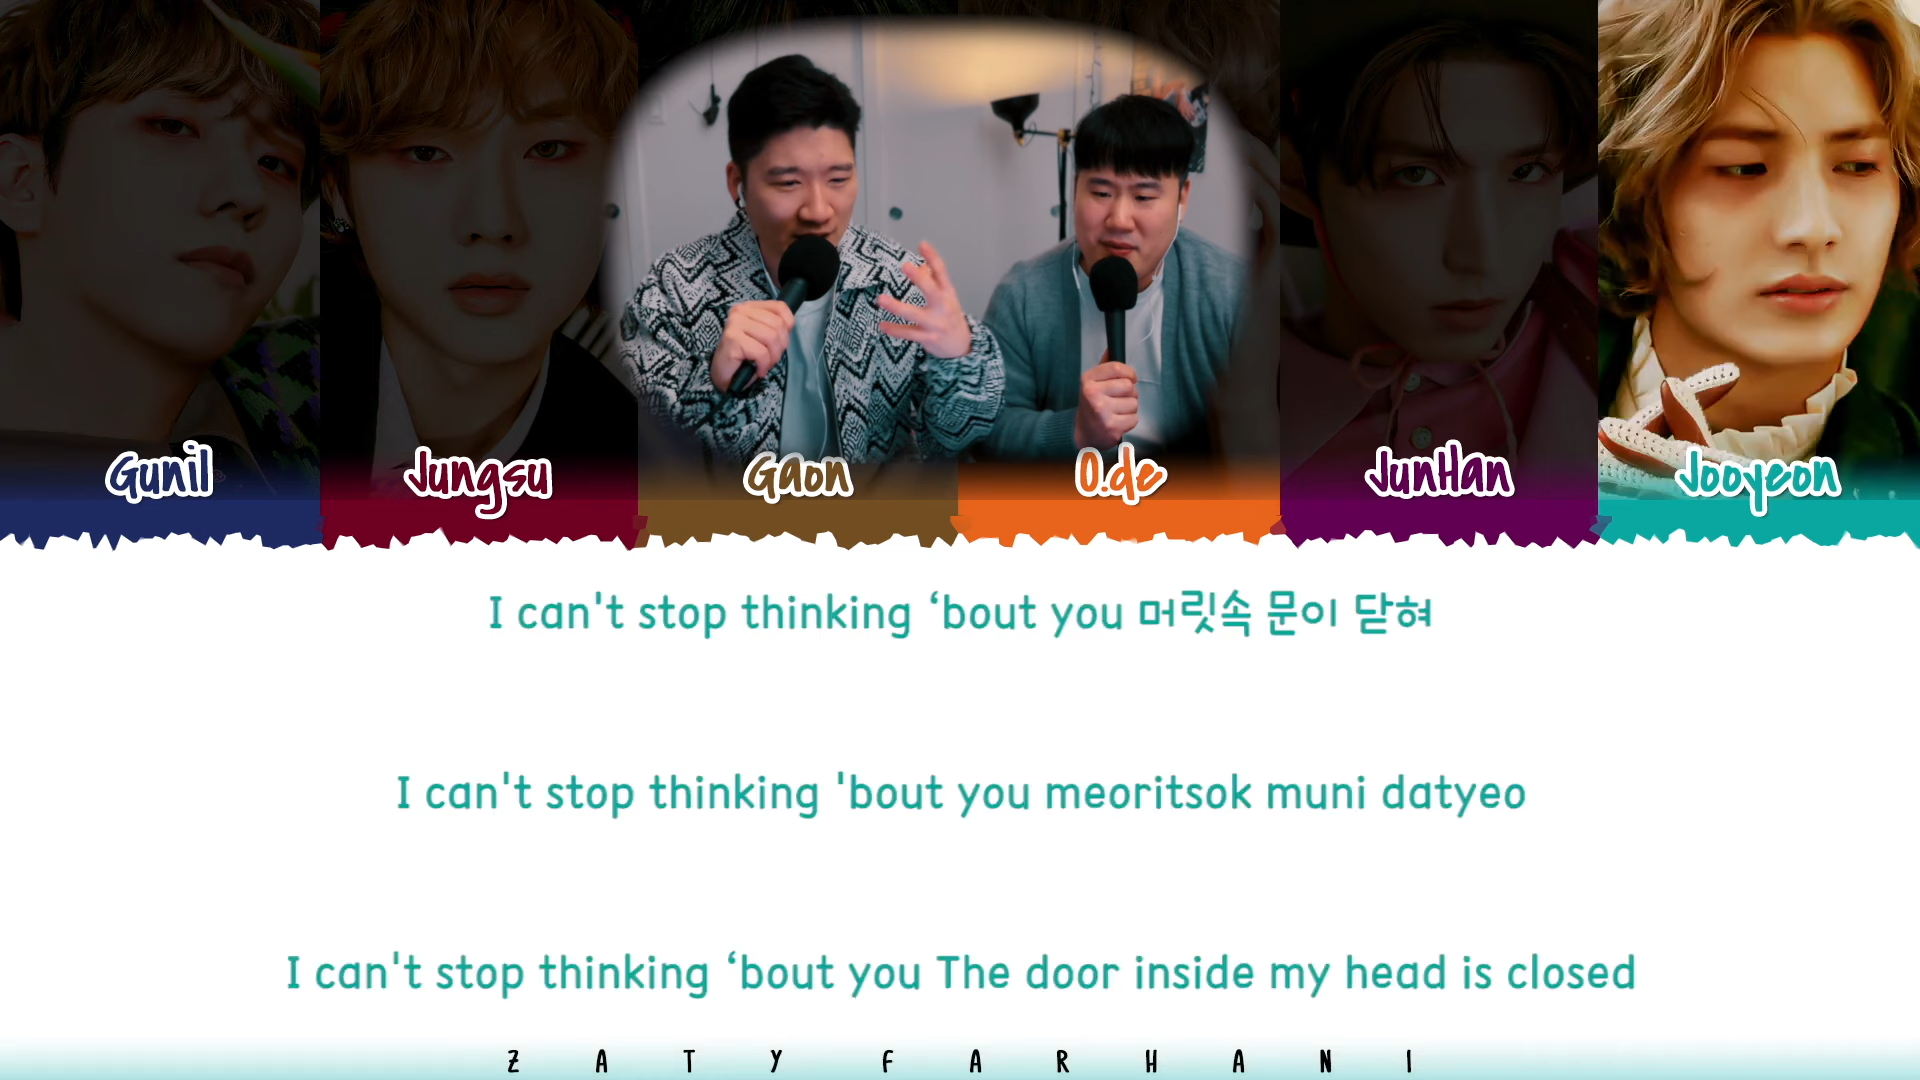 Gunil Jungsu Gaon O.de JunHan Jooyeon
I can't stop thinking ‘bout you 머릿속 문이 닫혀
I can't stop thinking 'bout you meoritsok muni datyeo
I can't stop thinking ‘bout you The door inside my head is closed
ZATY FARHANI